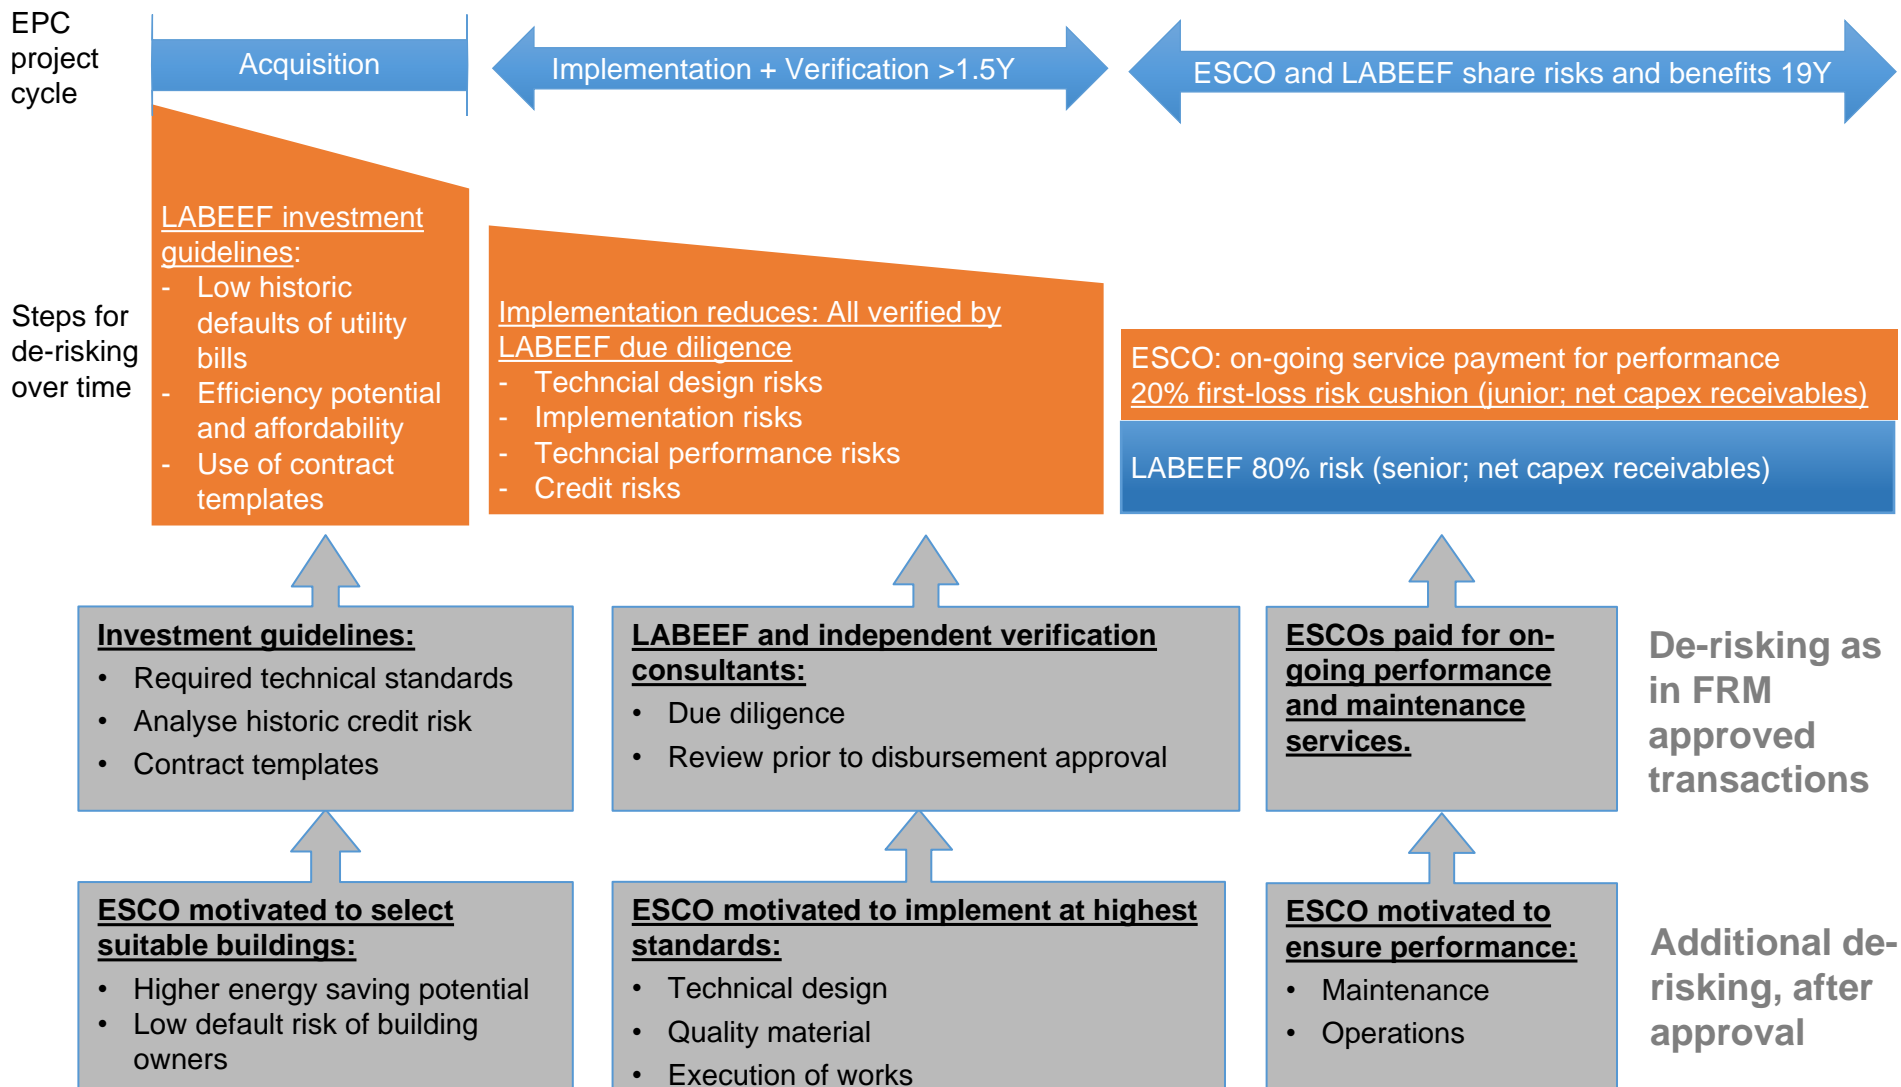 EPC
project
cycle
Acquisition
Implementation + Verification >1.5Y
ESCO and LABEEF share risks and benefits 19Y
Steps for
de-risking
over time
LABEEF investment
guidelines:
- Low historic
defaults of utility
bills
- Efficiency potential
and affordability
- Use of contract
templates
Implementation reduces: All verified by
LABEEF due diligence
- Techncial design risks
- Implementation risks
- Techncial performance risks
- Credit risks
ESCO: on-going service payment for performance
20% first-loss risk cushion (junior; net capex receivables)
LABEEF 80% risk (senior; net capex receivables)
Investment guidelines:
• Required technical standards
• Analyse historic credit risk
• Contract templates
LABEEF and independent verification
consultants:
• Due diligence
• Review prior to disbursement approval
ESCOs paid for on-
going performance
and maintenance
services.
De-risking as
in FRM
approved
transactions
ESCO motivated to select
suitable buildings:
• Higher energy saving potential
• Low default risk of building
owners
ESCO motivated to implement at highest
standards:
• Technical design
• Quality material
• Execution of works
ESCO motivated to
ensure performance:
• Maintenance
• Operations
Additional de-
risking, after
approval